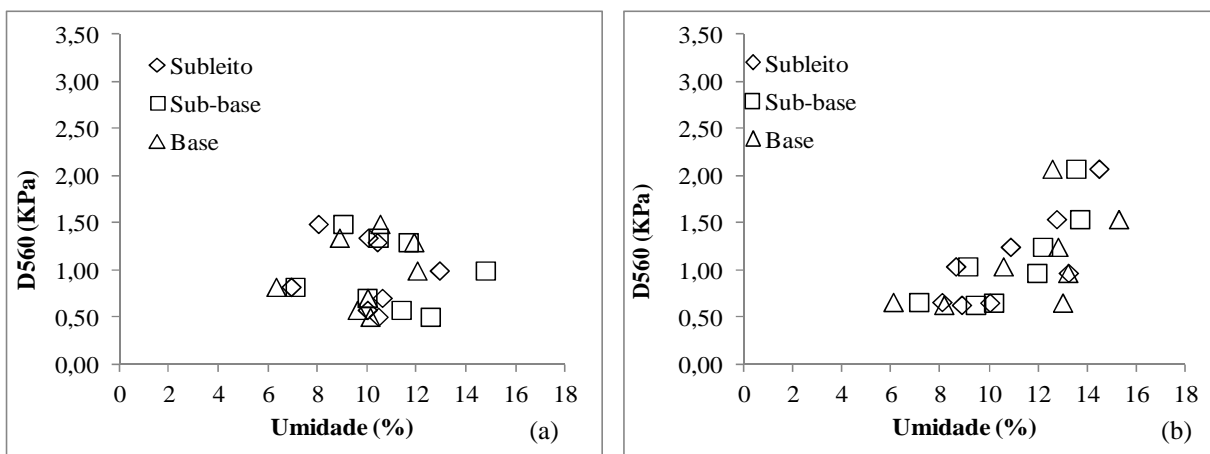 3,50
3,00
2,50
2,00
1,50
1,00
0,50
0,00
D560 (KPa)
Subleito
Sub-base
Base
0 2 4 6 8 10 12 14 16 18
Umidade (%)
(a)
3,50
3,00
2,50
2,00
1,50
1,00
0,50
0,00
D560 (KPa)
Subleito
Sub-base
Base
0 2 4 6 8 10 12 14 16 18
Umidade (%)
(b)